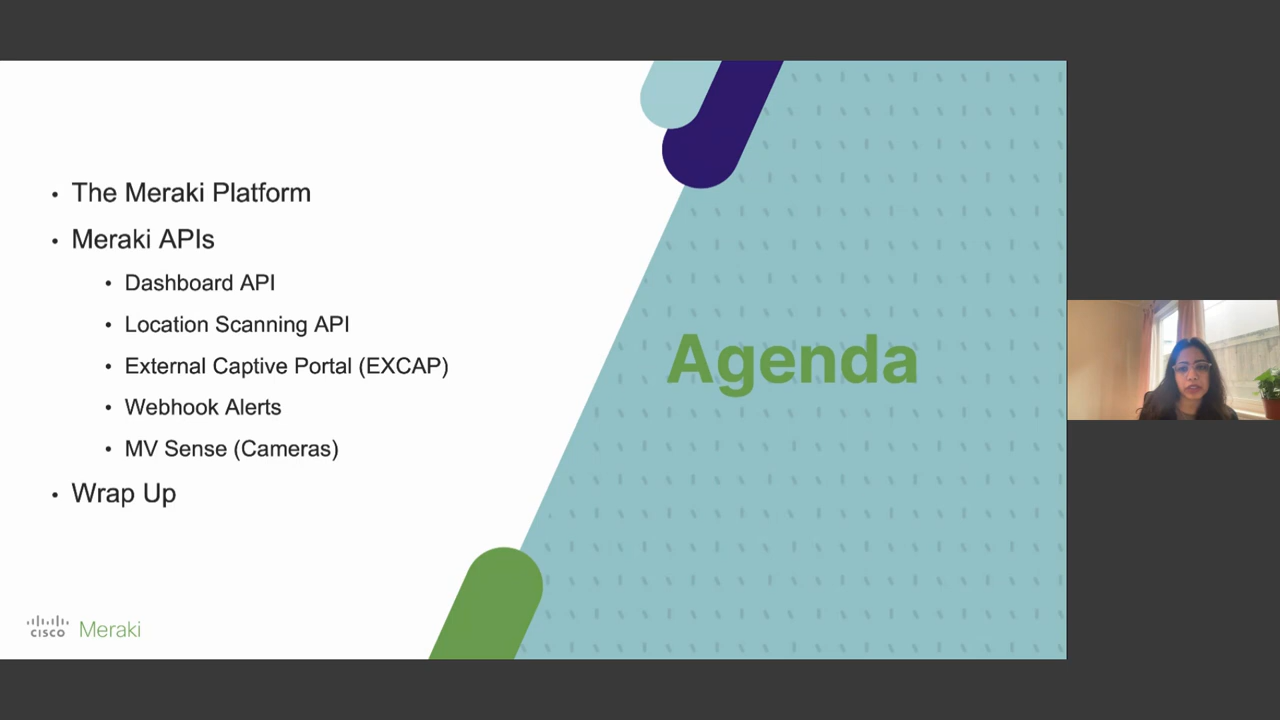 The Meraki Platform
Meraki APIs
Dashboard API
Location Scanning API
External Captive Portal (EXCAP)
Webhook Alerts
MV Sense (Cameras)
Wrap Up
Agenda
CISCO Meraki